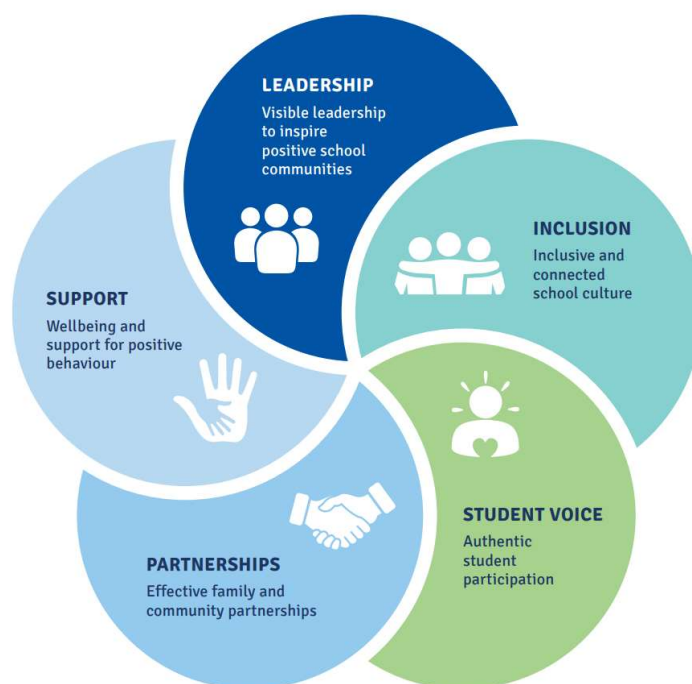 LEADERSHIP
Visible leadership
to inspire
positive school
communities
INCLUSION
Inclusive and
connected
school culture
STUDENT VOICE
Authentic
student
participation
PARTNERSHIPS
Effective family and
community partnerships
SUPPORT
Wellbeing and
support for positive
behaviour